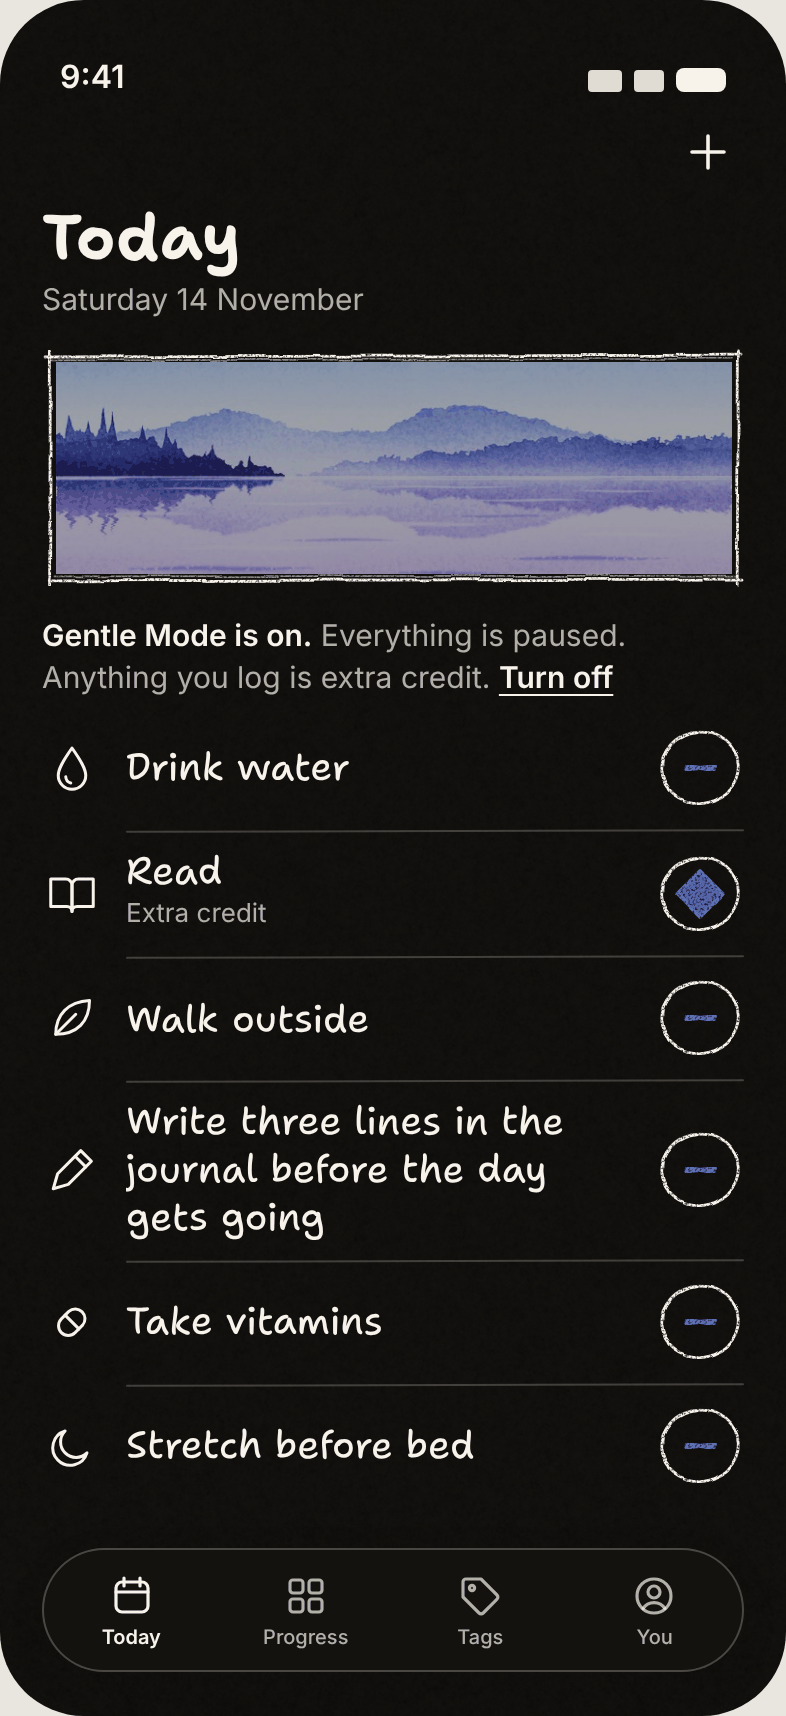 9:41
Today
Saturday 14 November
Gentle Mode is on. Everything is paused.
Anything you log is extra credit. Turn off
Drink water
Read
Extra credit
Walk outside
Write three lines in the
journal before the day
gets going
Take vitamins
Stretch before bed
Today Progress Tags You